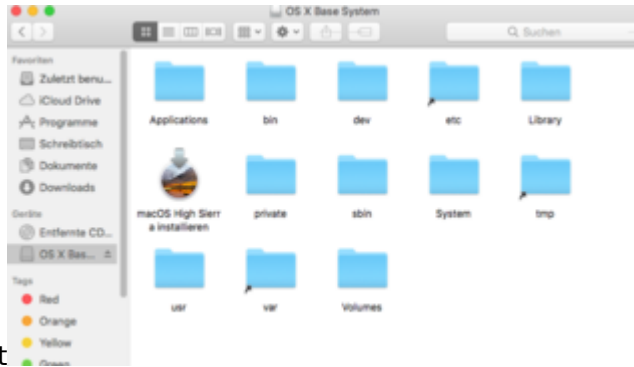 OS X Base System
Suchen
Favoriten
Zuletzt benu...
iCloud Drive
Programme
Schreibtisch
Dokumente
Downloads
Geräte
Entfernte CD...
OS X Bas...
Tags
Red
Orange
Yellow
Green
Applications
bin
dev
etc
Library
macOS High Sierr
a installieren
private
sbin
System
tmp
usr
var
Volumes
t